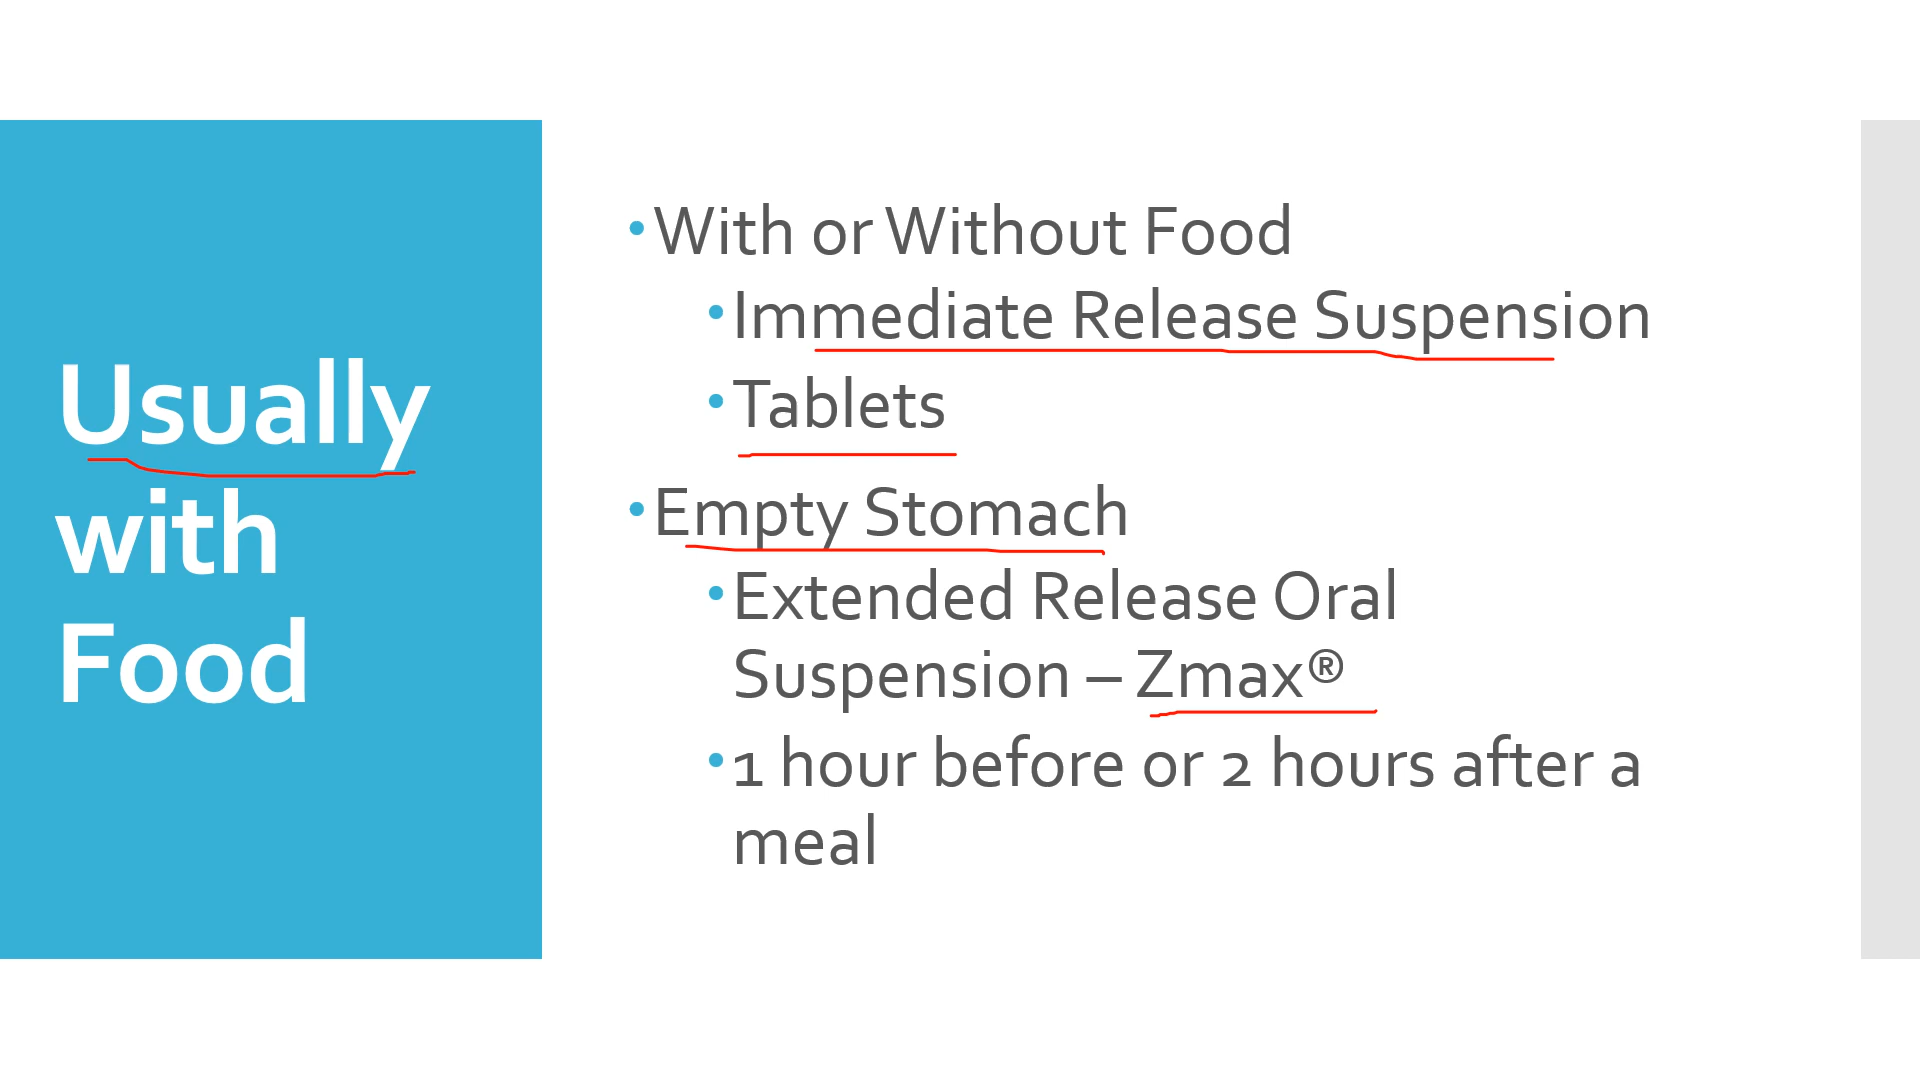 Usually
with
Food
• With or Without Food
• Immediate Release Suspension
• Tablets
• Empty Stomach
• Extended Release Oral
Suspension – Zmax®
• 1 hour before or 2 hours after a
meal